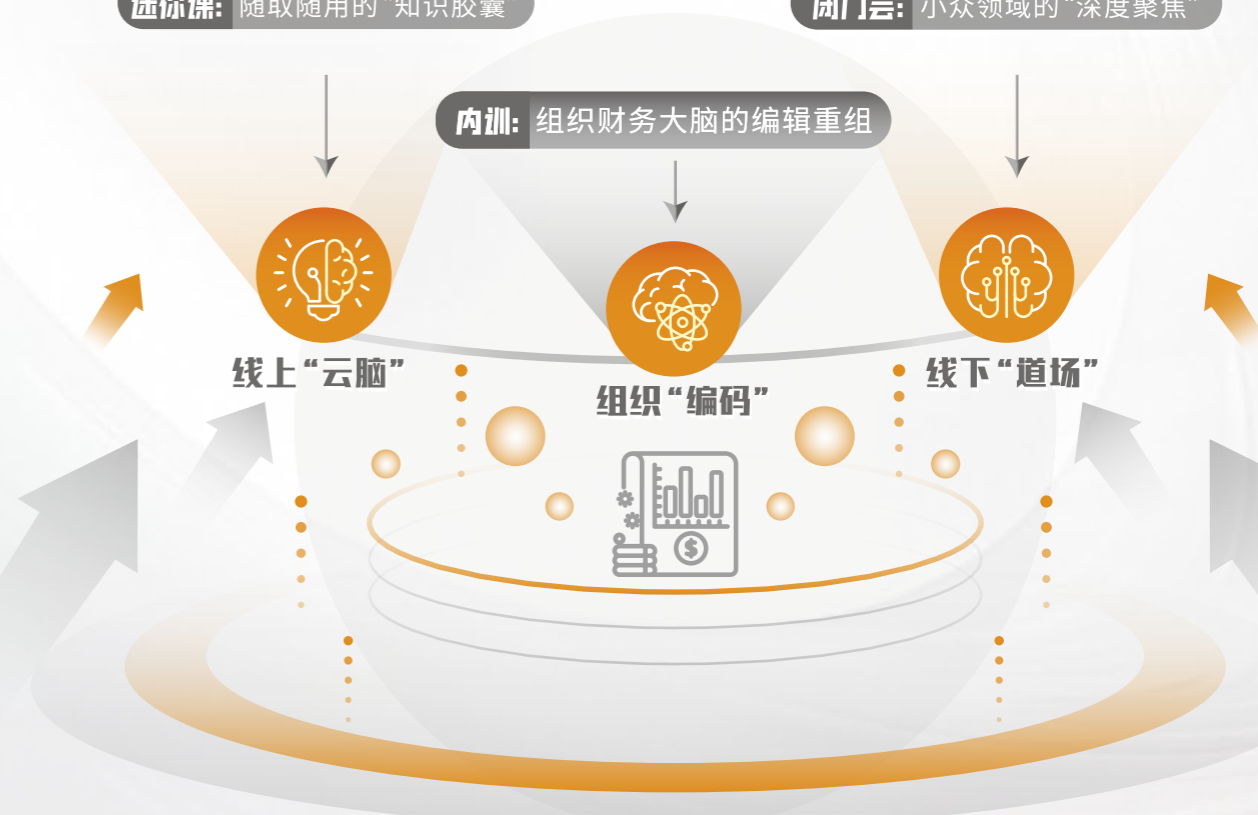 迷你课: 随取随用的“知识胶囊”
闭门会: 小众领域的“深度聚焦”
内训: 组织财务大脑的编辑重组
线上“云脑”
组织“编码”
线下“道场”
$